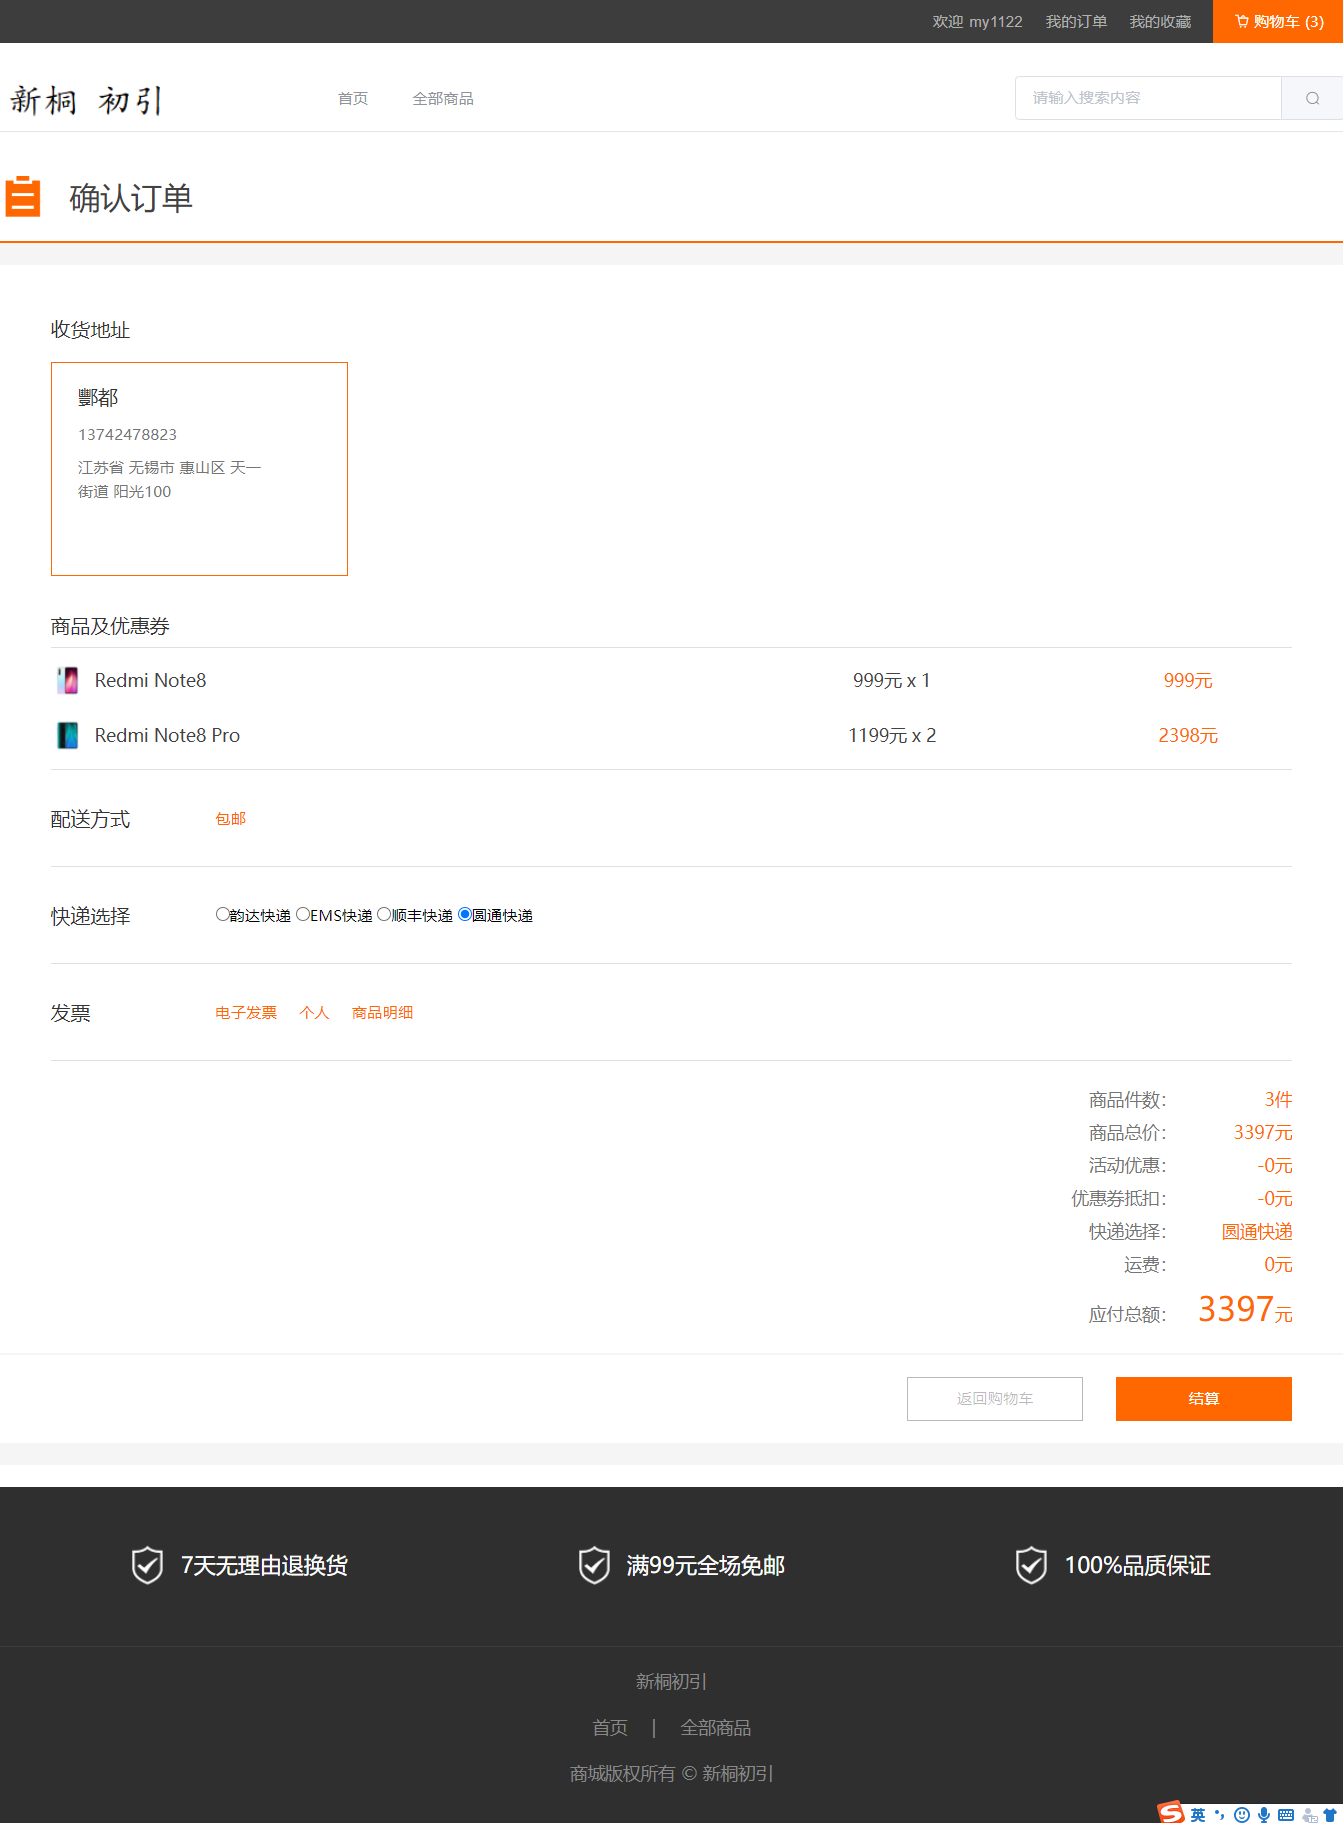 欢迎 my1122 我的订单 我的收藏 购物车 (3)
新桐 初引 首页 全部商品 请输入搜索内容
确认订单
收货地址
酆都
13742478823
江苏省 无锡市 惠山区 天一
街道 阳光100
商品及优惠券
Redmi Note8 999元 x 1 999元
Redmi Note8 Pro 1199元 x 2 2398元
配送方式 包邮
快递选择 韵达快递 EMS快递 顺丰快递 圆通快递
发票 电子发票 个人 商品明细
商品件数： 3件
商品总价： 3397元
活动优惠： -0元
优惠券抵扣： -0元
快递选择： 圆通快递
运费： 0元
应付总额： 3397元
返回购物车 结算
7天无理由退换货 满99元全场免邮 100%品质保证
新桐初引
首页 | 全部商品
商城版权所有 © 新桐初引
S 英